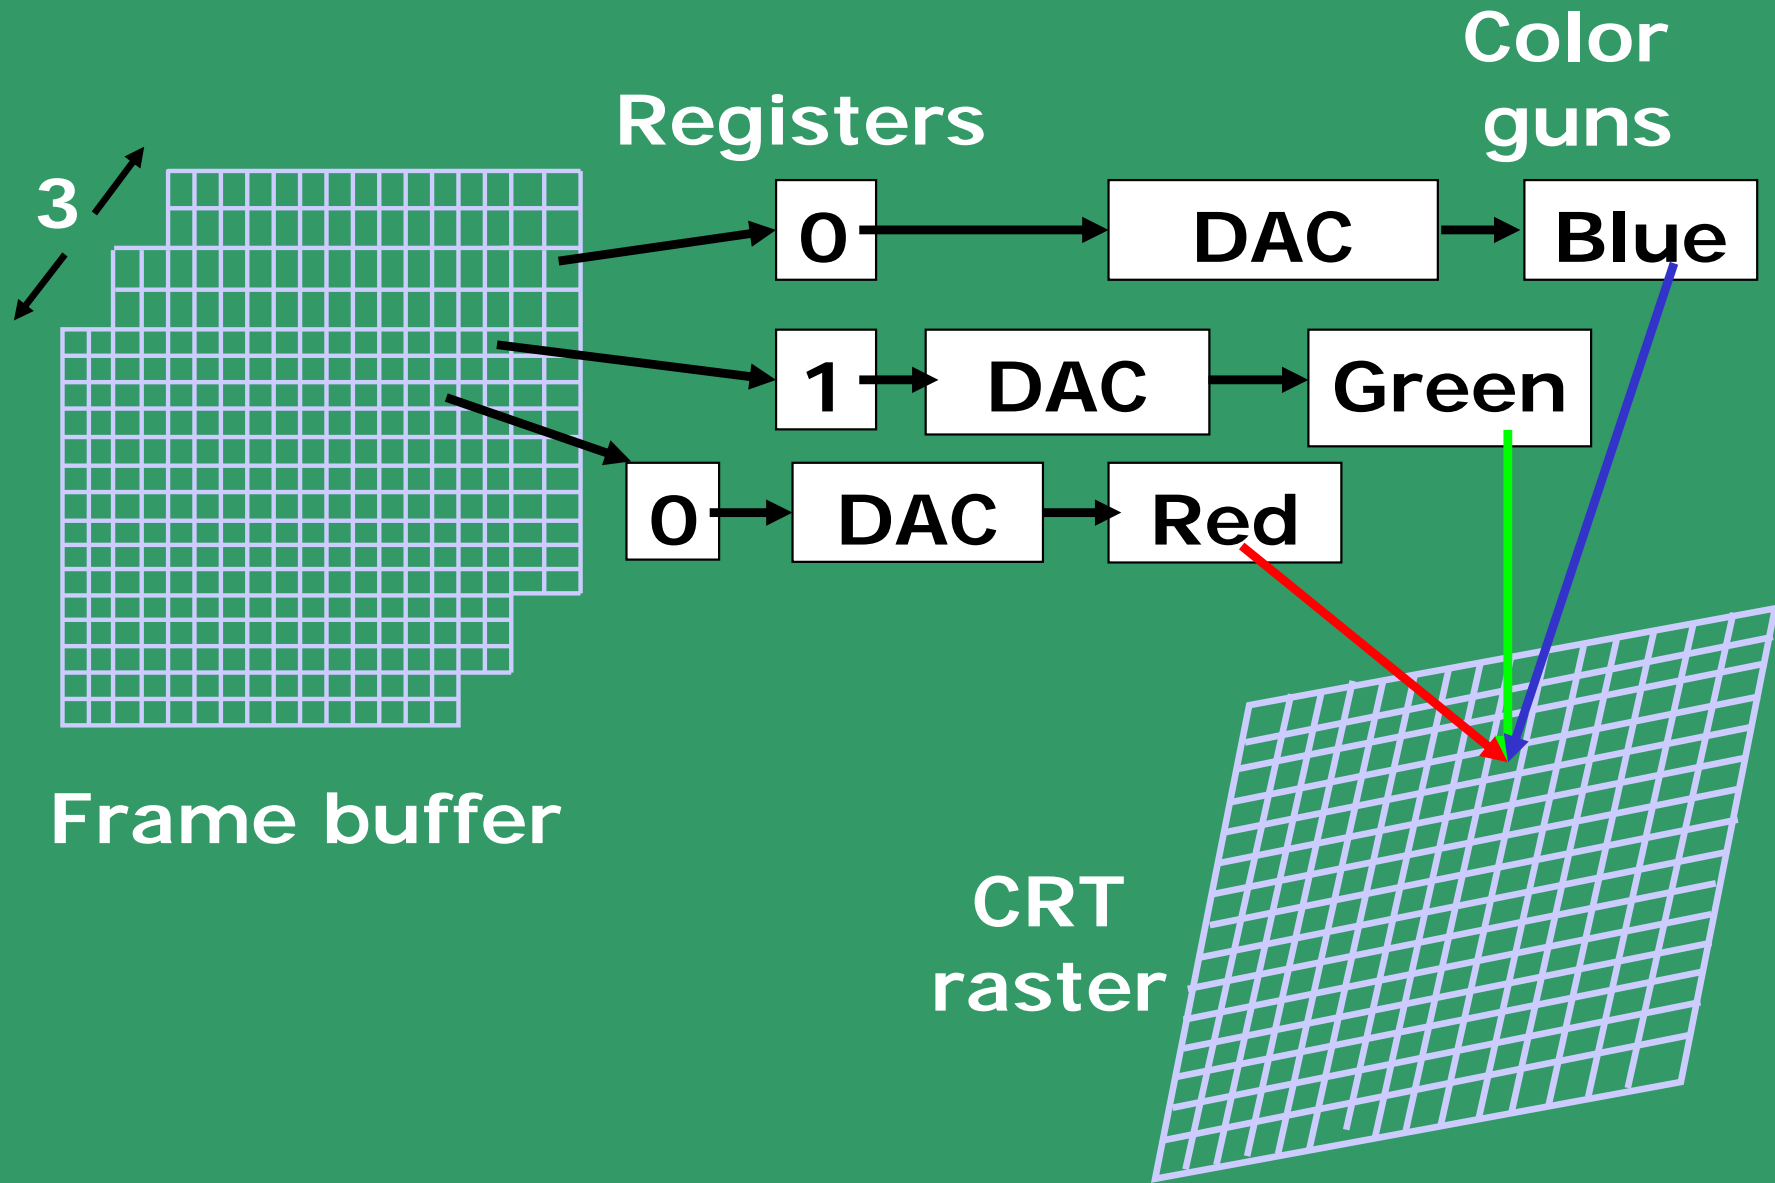 Color
guns
Registers
3
0 DAC Blue
1 DAC Green
0 DAC Red
Frame buffer
CRT
raster